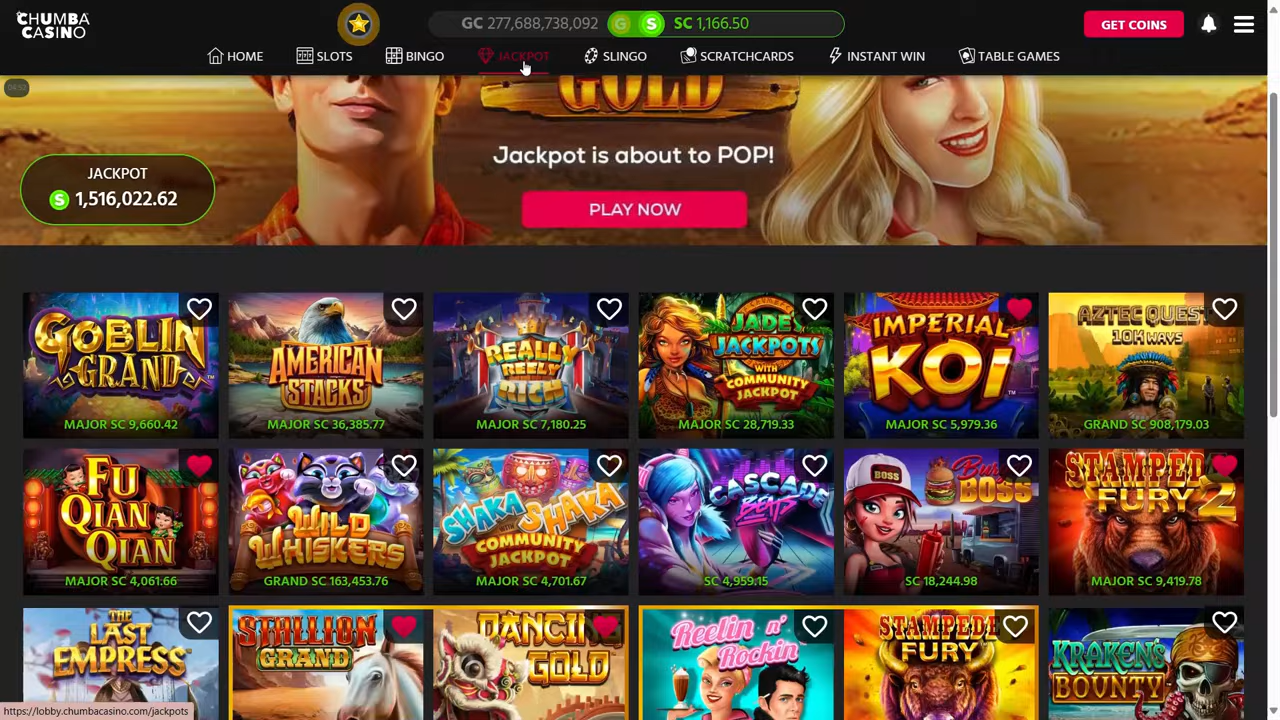 CHUMBA
CASINO
GC 277,688,738,092 G S SC 1,166.50
GET COINS
HOME SLOTS BINGO JACKPOT SLINGO SCRATCHCARDS INSTANT WIN TABLE GAMES
04:53
GOLD
Jackpot is about to POP!
JACKPOT
S 1,516,022.62
PLAY NOW
GOBLIN
GRAND™
MAJOR SC 9,660.42
AMERICAN
STACKS
MAJOR SC 36,385.77
REALLY
REELY
RICH
MAJOR SC 7,180.25
JADE'S
JACKPOTS
WITH
COMMUNITY
JACKPOT
MAJOR SC 28,719.33
IMPERIAL
KOI™
MAJOR SC 5,979.36
AZTEC QUEST
10K WAYS
GRAND SC 908,179.03
FU
QIAN
QIAN
MAJOR SC 4,061.66
WILD
WHISKERS
GRAND SC 163,453.76
SHAKA
SHAKA
COMMUNITY
JACKPOT
MAJOR SC 4,701.67
CASCADE
BEATS
SC 4,959.15
BOSS
BOSS
SC 18,244.98
FURY 2
MAJOR SC 9,419.78
THE
LAST
EMPRESS™
STALLION
GRAND
GOLD
Reelin n'
Rockin
STAMPEDE
FURY
KRAKEN'S
BOUNTY
https://lobby.chumbacasino.com/jackpots